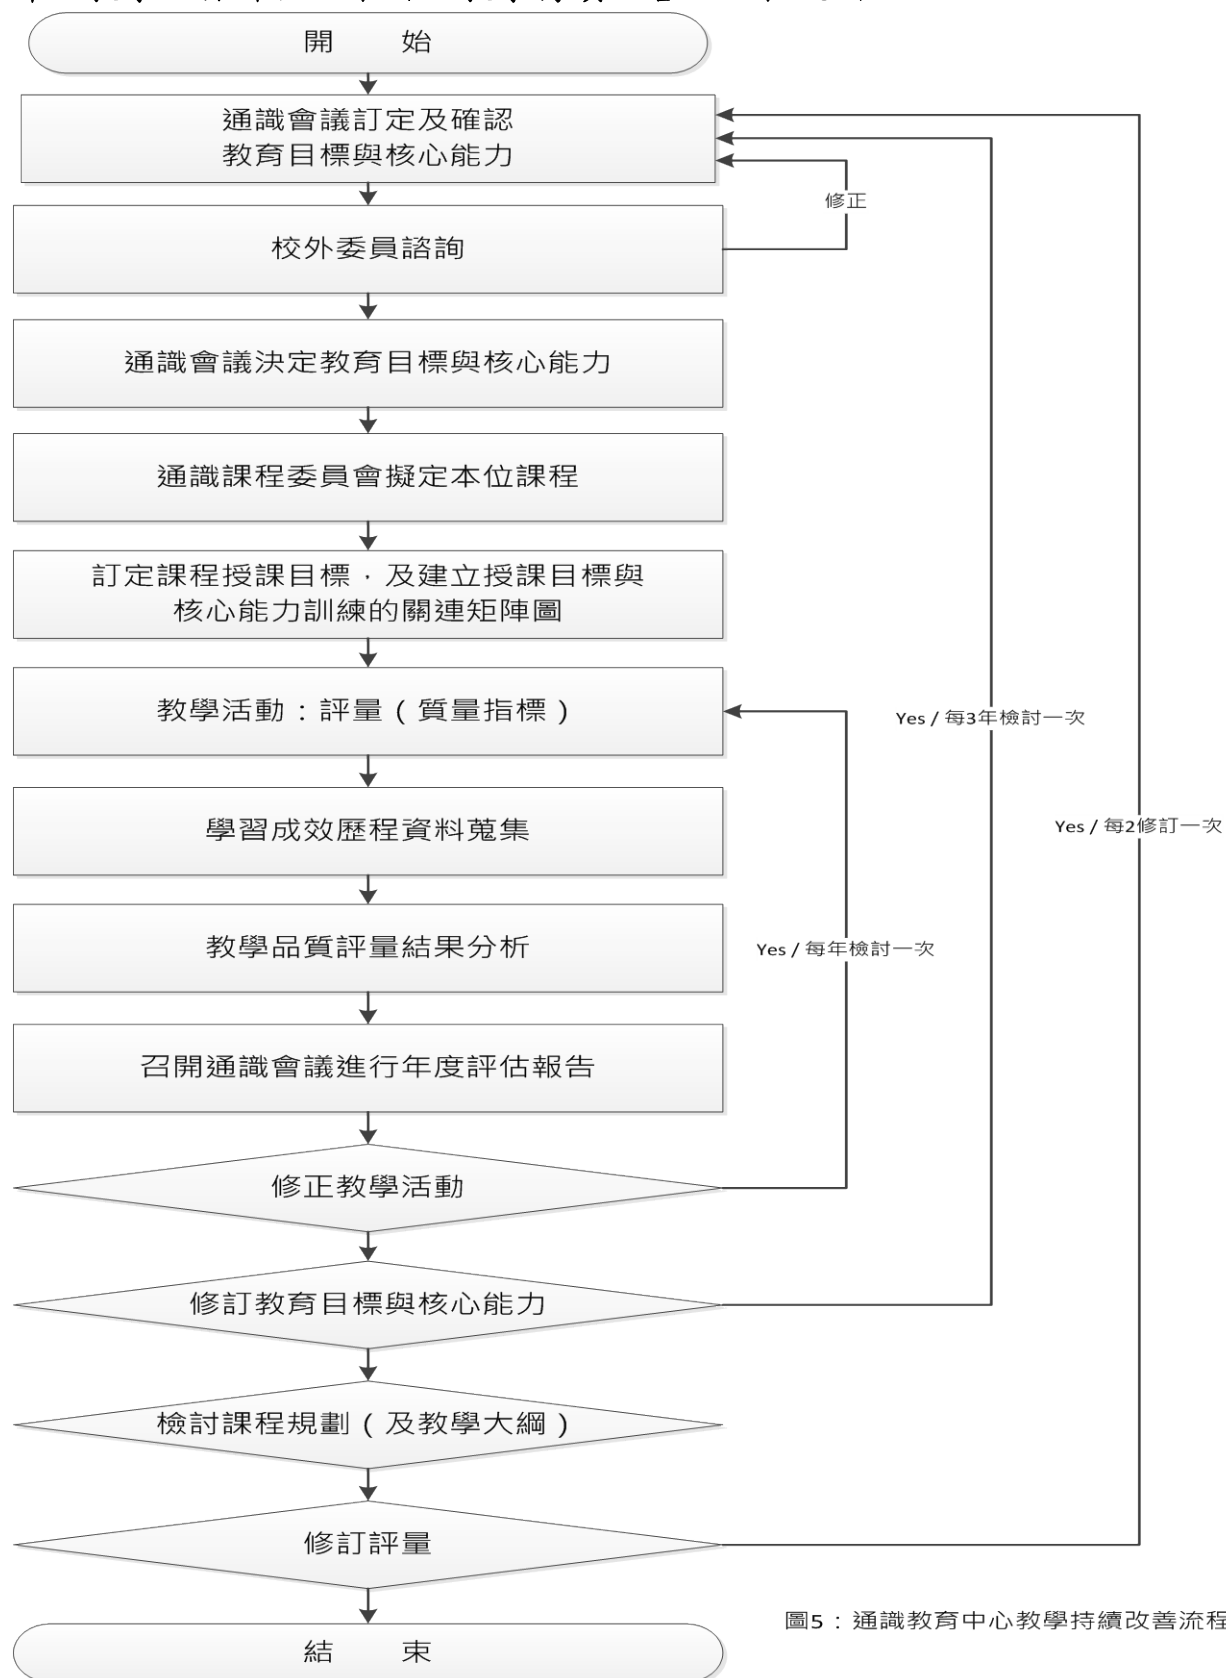 開 始
通識會議訂定及確認
教育目標與核心能力
修正
校外委員諮詢
通識會議決定教育目標與核心能力
通識課程委員會擬定本位課程
訂定課程授課目標，及建立授課目標與
核心能力訓練的關連矩陣圖
教學活動：評量（質量指標）
Yes / 每3年檢討一次
學習成效歷程資料蒐集
Yes / 每2修訂一次
教學品質評量結果分析
Yes / 每年檢討一次
召開通識會議進行年度評估報告
修正教學活動
修訂教育目標與核心能力
檢討課程規劃（及教學大綱）
修訂評量
圖5：通識教育中心教學持續改善流程
結 束